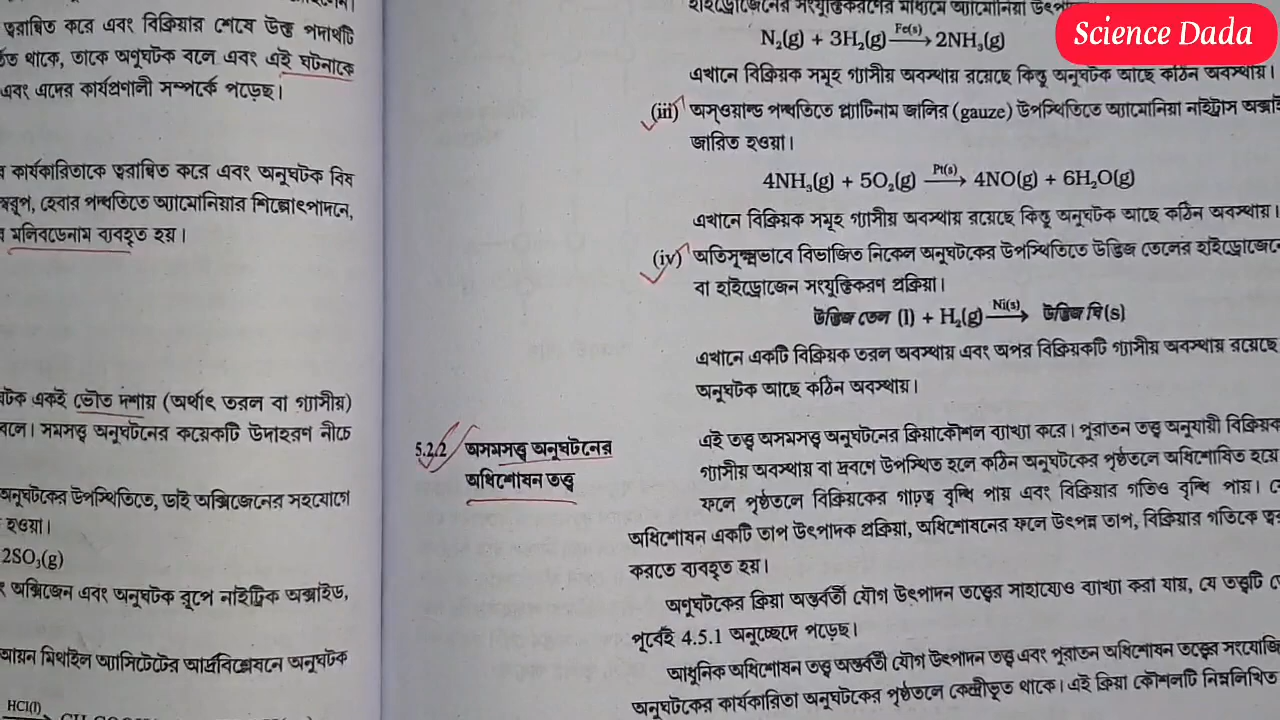 ত্বরান্বিত করে এবং বিক্রিয়ার শেষে উক্ত পদার্থটি
থাকে, তাকে অনুঘটক বলে এবং এই ঘটনাকে
এবং এদের কার্যপ্রণালী সম্পর্কে পড়েছ।
কার্যকারিতাকে ত্বরান্বিত করে এবং অনুঘটক বিষ
হেবার পদ্ধতিতে অ্যামোনিয়ার শিল্পোৎপাদনে,
মলিবডেনাম ব্যবহৃত হয়।
একই ভৌত দশায় (অর্থাৎ তরল বা গ্যাসীয়)
বলে। সমসত্ত্ব অনুঘটনের কয়েকটি উদাহরণ নীচে
অনুঘটকের উপস্থিতিতে, ডাই অক্সিজেনের সহযোগে
হওয়া।
2SO₃(g)
অক্সিজেন এবং অনুঘটক রূপে নাইট্রিক অক্সাইড,
আয়ন মিথাইল অ্যাসিটেটের আর্দ্রবিশ্লেষণে অনুঘটক
HCl(l)
Science Dada
হাইড্রোজেনের সংযুক্তিকরণের মাধ্যমে অ্যামোনিয়া
N₂(g) + 3H₂(g) Fe(s) → 2NH₃(g)
এখানে বিক্রিয়ক সমূহ গ্যাসীয় অবস্থায় রয়েছে কিন্তু অনুঘটক আছে কঠিন অবস্থায়।
(iii) অস্ওয়াল্ড পদ্ধতিতে প্ল্যাটিনাম জালির (gauze) উপস্থিতিতে অ্যামোনিয়া নাইট্রাস
জারিত হওয়া।
4NH₃(g) + 5O₂(g) Pt(s) → 4NO(g) + 6H₂O(g)
এখানে বিক্রিয়ক সমূহ গ্যাসীয় অবস্থায় রয়েছে কিন্তু অনুঘটক আছে কঠিন অবস্থায়।
(iv) অতিসূক্ষ্মভাবে বিভাজিত নিকেল অনুঘটকের উপস্থিতিতে উদ্ভিজ তেলের
বা হাইড্রোজেন সংযুক্তিকরণ প্রক্রিয়া।
উদ্ভিজ তেল (l) + H₂(g) Ni(s) → উদ্ভিজ ঘি(s)
এখানে একটি বিক্রিয়ক তরল অবস্থায় এবং অপর বিক্রিয়কটি গ্যাসীয় অবস্থায় রয়েছে
অনুঘটক আছে কঠিন অবস্থায়।
5.2.2 অসমসত্ত্ব অনুঘটনের
অধিশোষণ তত্ত্ব
এই তত্ত্ব অসমসত্ত্ব অনুঘটনের ক্রিয়াকৌশল ব্যাখ্যা করে। পুরাতন তত্ত্ব অনুযায়ী বিক্রিয়ক
গ্যাসীয় অবস্থায় বা দ্রবণে উপস্থিত হলে কঠিন অনুঘটকের পৃষ্ঠতলে অধিশোষিত হয়ে
ফলে পৃষ্ঠতলে বিক্রিয়কের গাঢ়ত্ব বৃদ্ধি পায় এবং বিক্রিয়ার গতিও বৃদ্ধি পায়।
অধিশোষণ একটি তাপ উৎপাদক প্রক্রিয়া, অধিশোষণের ফলে উৎপন্ন তাপ, বিক্রিয়ার গতিকে
করতে ব্যবহৃত হয়।
অনুঘটকের ক্রিয়া অন্তর্বর্তী যৌগ উৎপাদন তত্ত্বের সাহায্যেও ব্যাখ্যা করা যায়, যে তত্ত্বটি
পূর্বেই 4.5.1 অনুচ্ছেদে পড়েছ।
আধুনিক অধিশোষণ তত্ত্ব অন্তর্বর্তী যৌগ উৎপাদন তত্ত্ব এবং পুরাতন অধিশোষণ তত্ত্বের
অনুঘটকের কার্যকারিতা অনুঘটকের পৃষ্ঠতলে কেন্দ্রীভূত থাকে। এই ক্রিয়া কৌশলটি নিম্নলিখিত